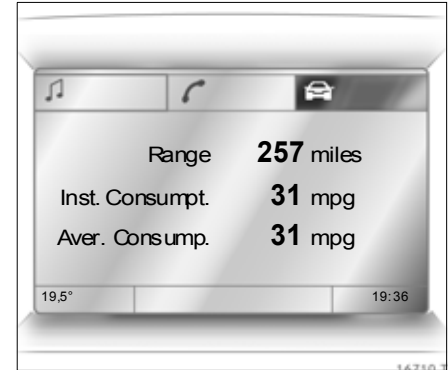 Range 257 miles
Inst. Consumpt. 31 mpg
Aver. Consump. 31 mpg
19,5° 19:36